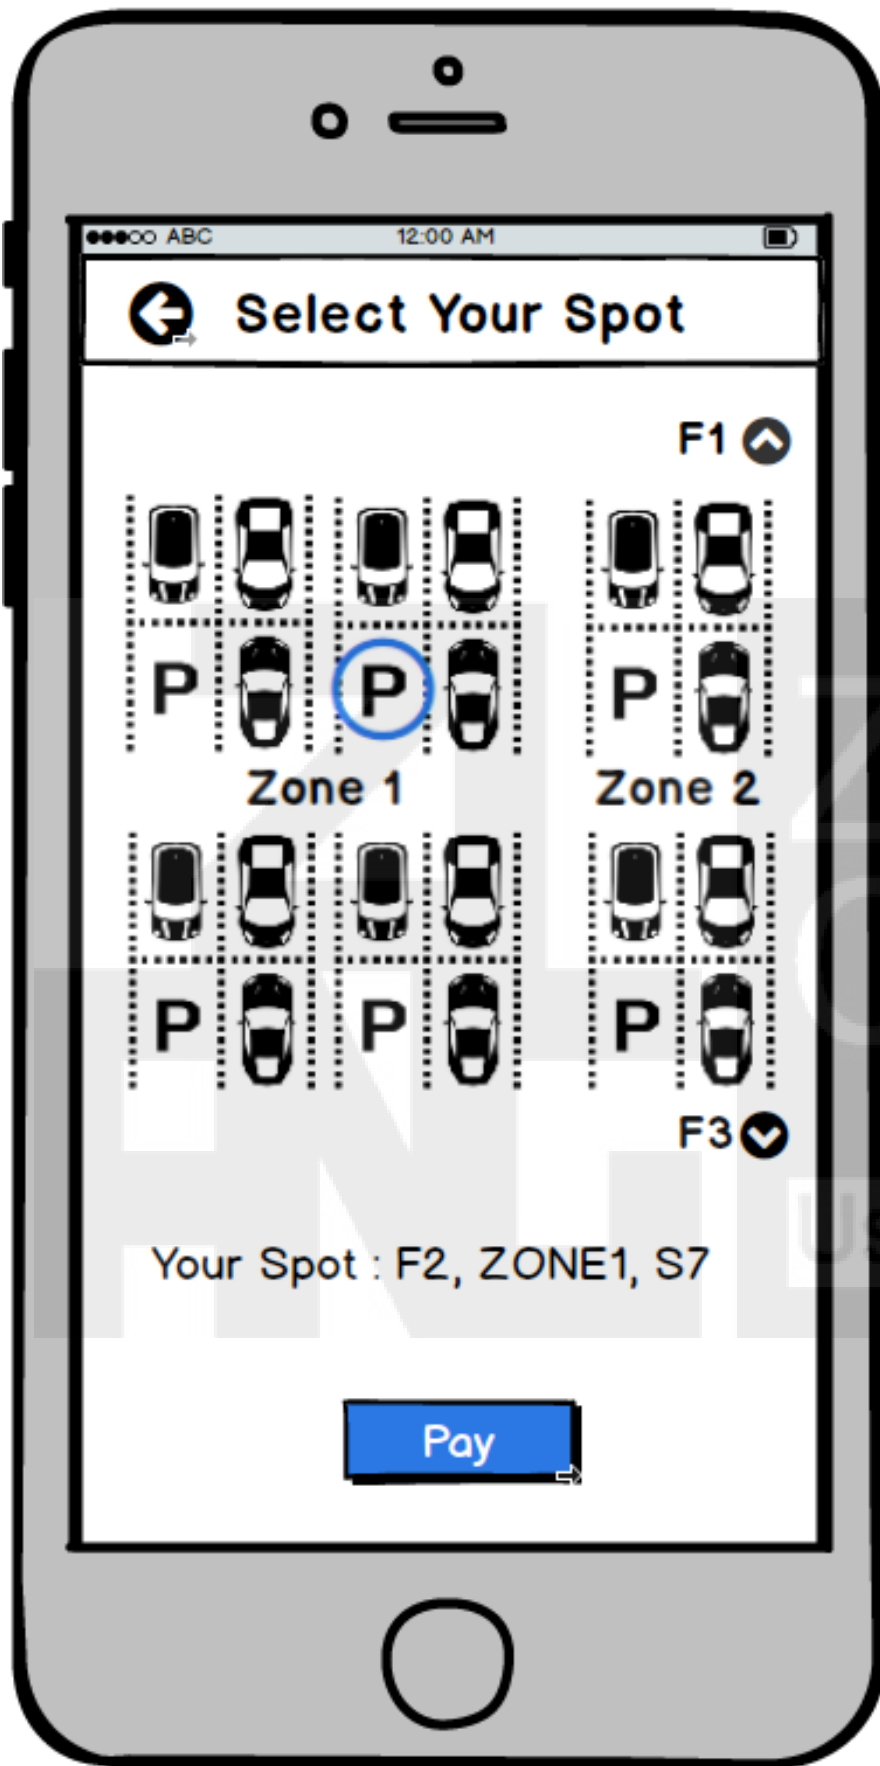 ABC 12:00 AM
Select Your Spot
F1
P P P
Zone 1 Zone 2
P P P
F3
Your Spot : F2, ZONE1, S7
Pay
Us